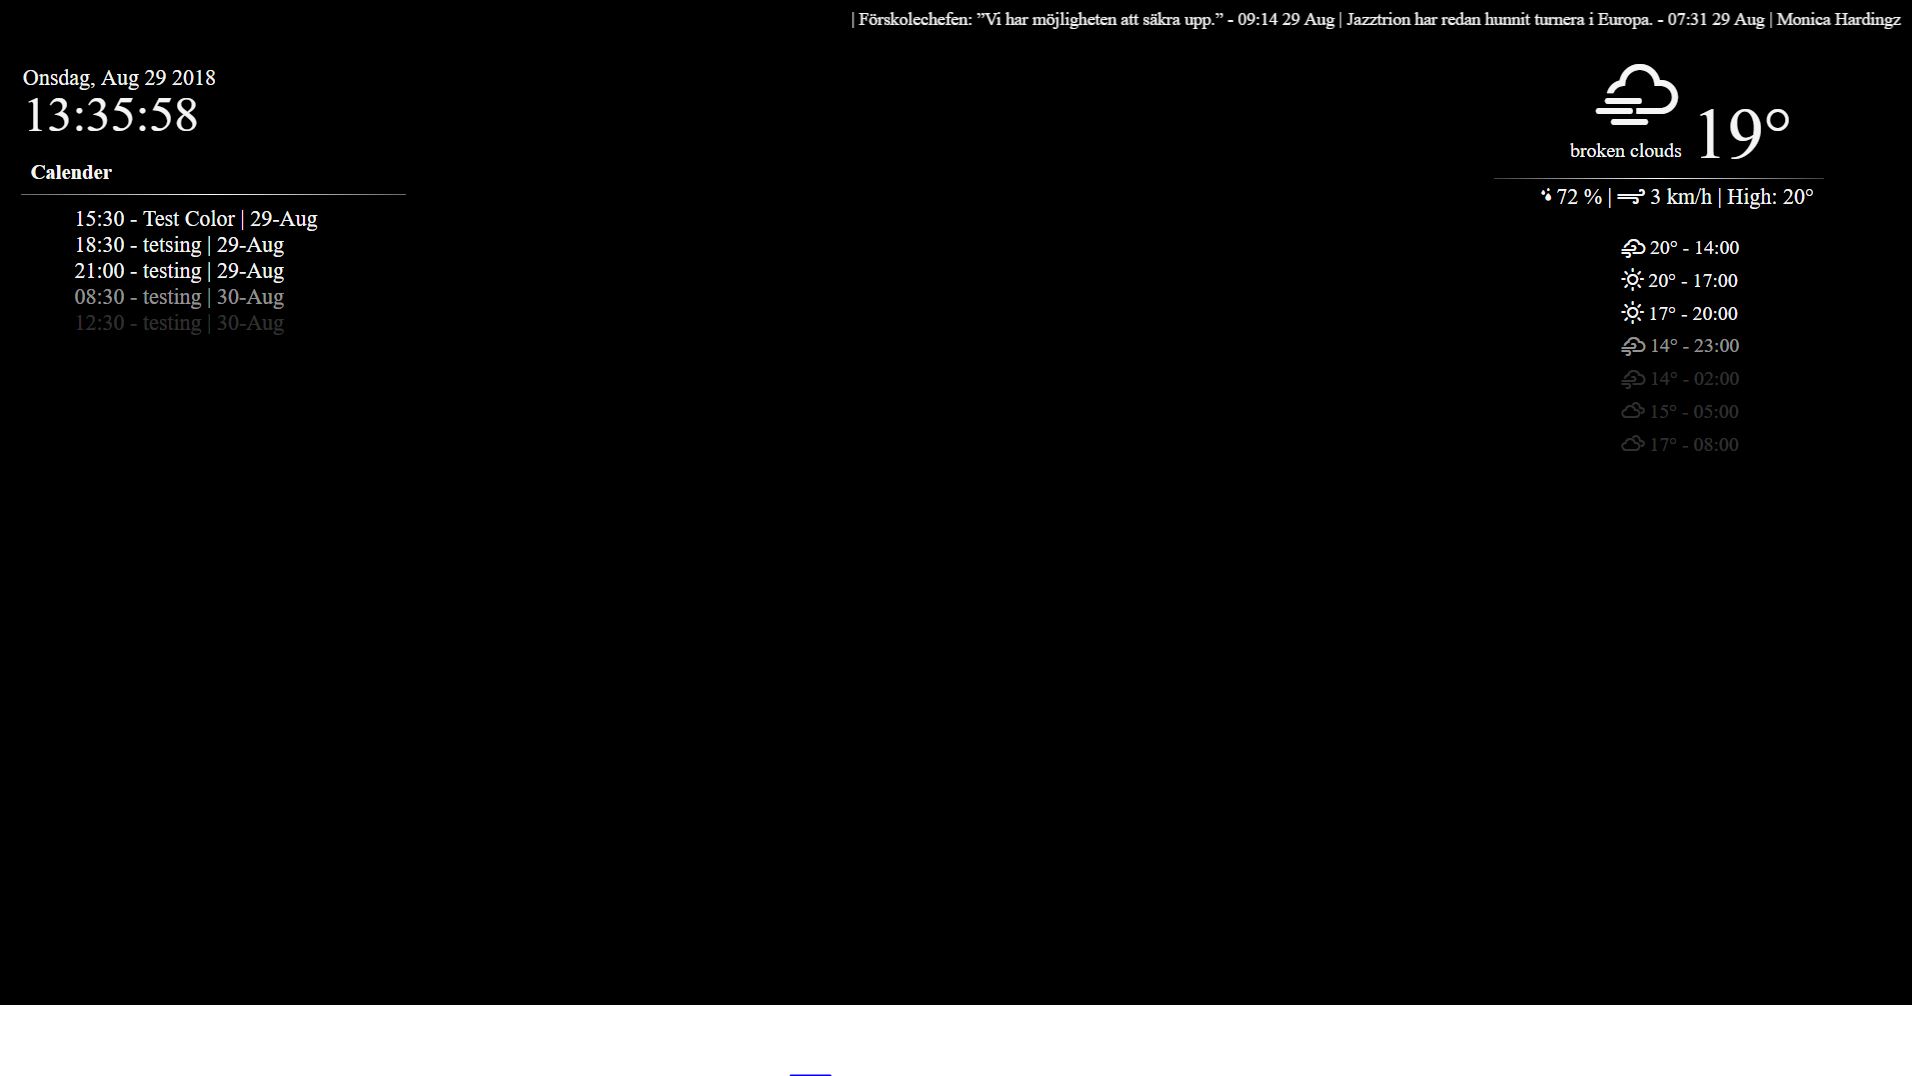 | Förskolechefen: ”Vi har möjligheten att säkra upp.” - 09:14 29 Aug | Jazztrion har redan hunnit turnera i Europa. - 07:31 29 Aug | Monica Hardingz
Onsdag, Aug 29 2018
13:35:58
Calender
15:30 - Test Color | 29-Aug
18:30 - tetsing | 29-Aug
21:00 - testing | 29-Aug
08:30 - testing | 30-Aug
12:30 - testing | 30-Aug
19°
broken clouds
72 % | 3 km/h | High: 20°
20° - 14:00
20° - 17:00
17° - 20:00
14° - 23:00
14° - 02:00
15° - 05:00
17° - 08:00